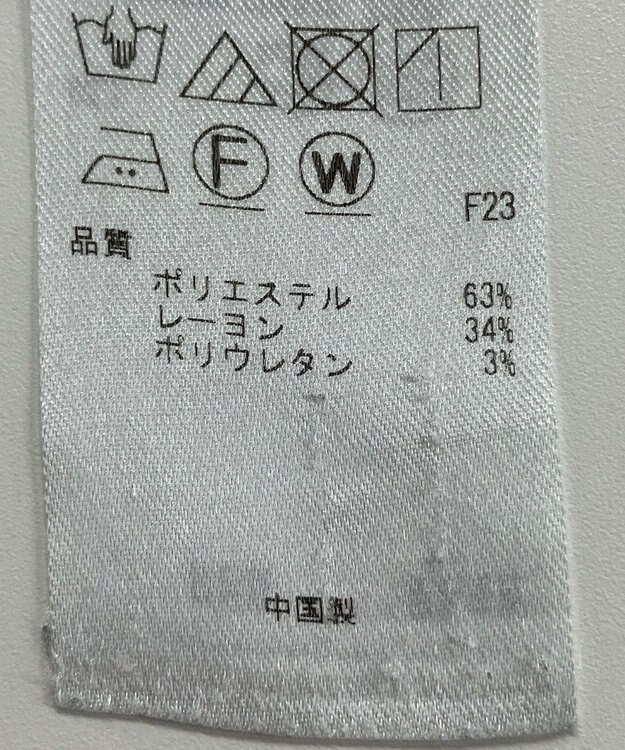 F W
F23
品質
ポリエステル 63%
レーヨン 34%
ポリウレタン 3%
中国製